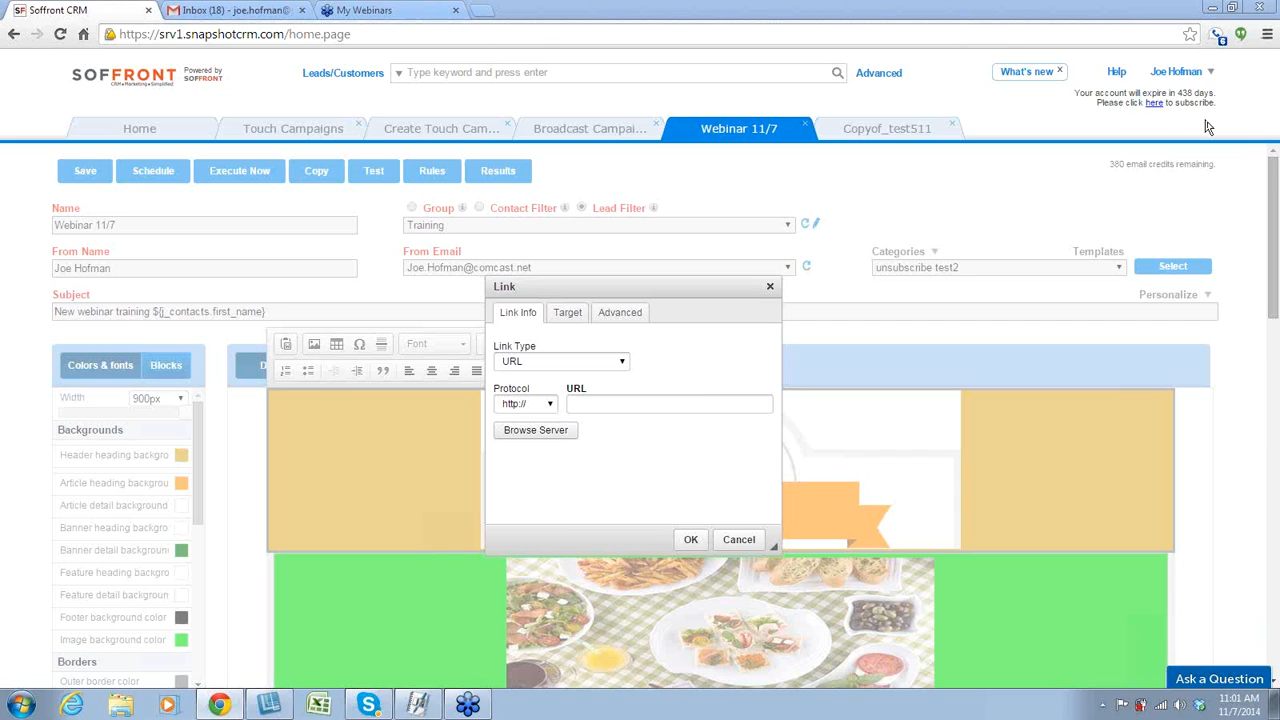 Soffront CRM
Inbox (18) - joe.hofman@
My Webinars
https://srv1.snapshotcrm.com/home.page
SOFFRONT
CRM • Marketing • Simplified
Powered by
SOFFRONT
Leads/Customers
Type keyword and press enter
Advanced
What's new x
Help
Joe Hofman
Your account will expire in 438 days.
Please click here to subscribe.
Home
Touch Campaigns
Create Touch Cam...
Broadcast Campai...
Webinar 11/7
Copyof_test511
Save
Schedule
Execute Now
Copy
Test
Rules
Results
380 email credits remaining.
Name
Group
Contact Filter
Lead Filter
Webinar 11/7
Training
From Name
From Email
Categories
Templates
Joe Hofman
Joe.Hofman@comcast.net
unsubscribe test2
Select
Subject
Personalize
New webinar training ${j_contacts.first_name}
Link
Link Info
Target
Advanced
Link Type
URL
Protocol
URL
http://
Browse Server
OK
Cancel
Font
Colors & fonts
Blocks
D
Width
900px
Backgrounds
Header heading backgro
Article heading backgroun
Article detail background
Banner heading backgro
Banner detail background
Feature heading backgro
Feature detail backgroun
Footer background color
Image background color
Borders
Outer border color
Ask a Question
6
11:01 AM
11/7/2014